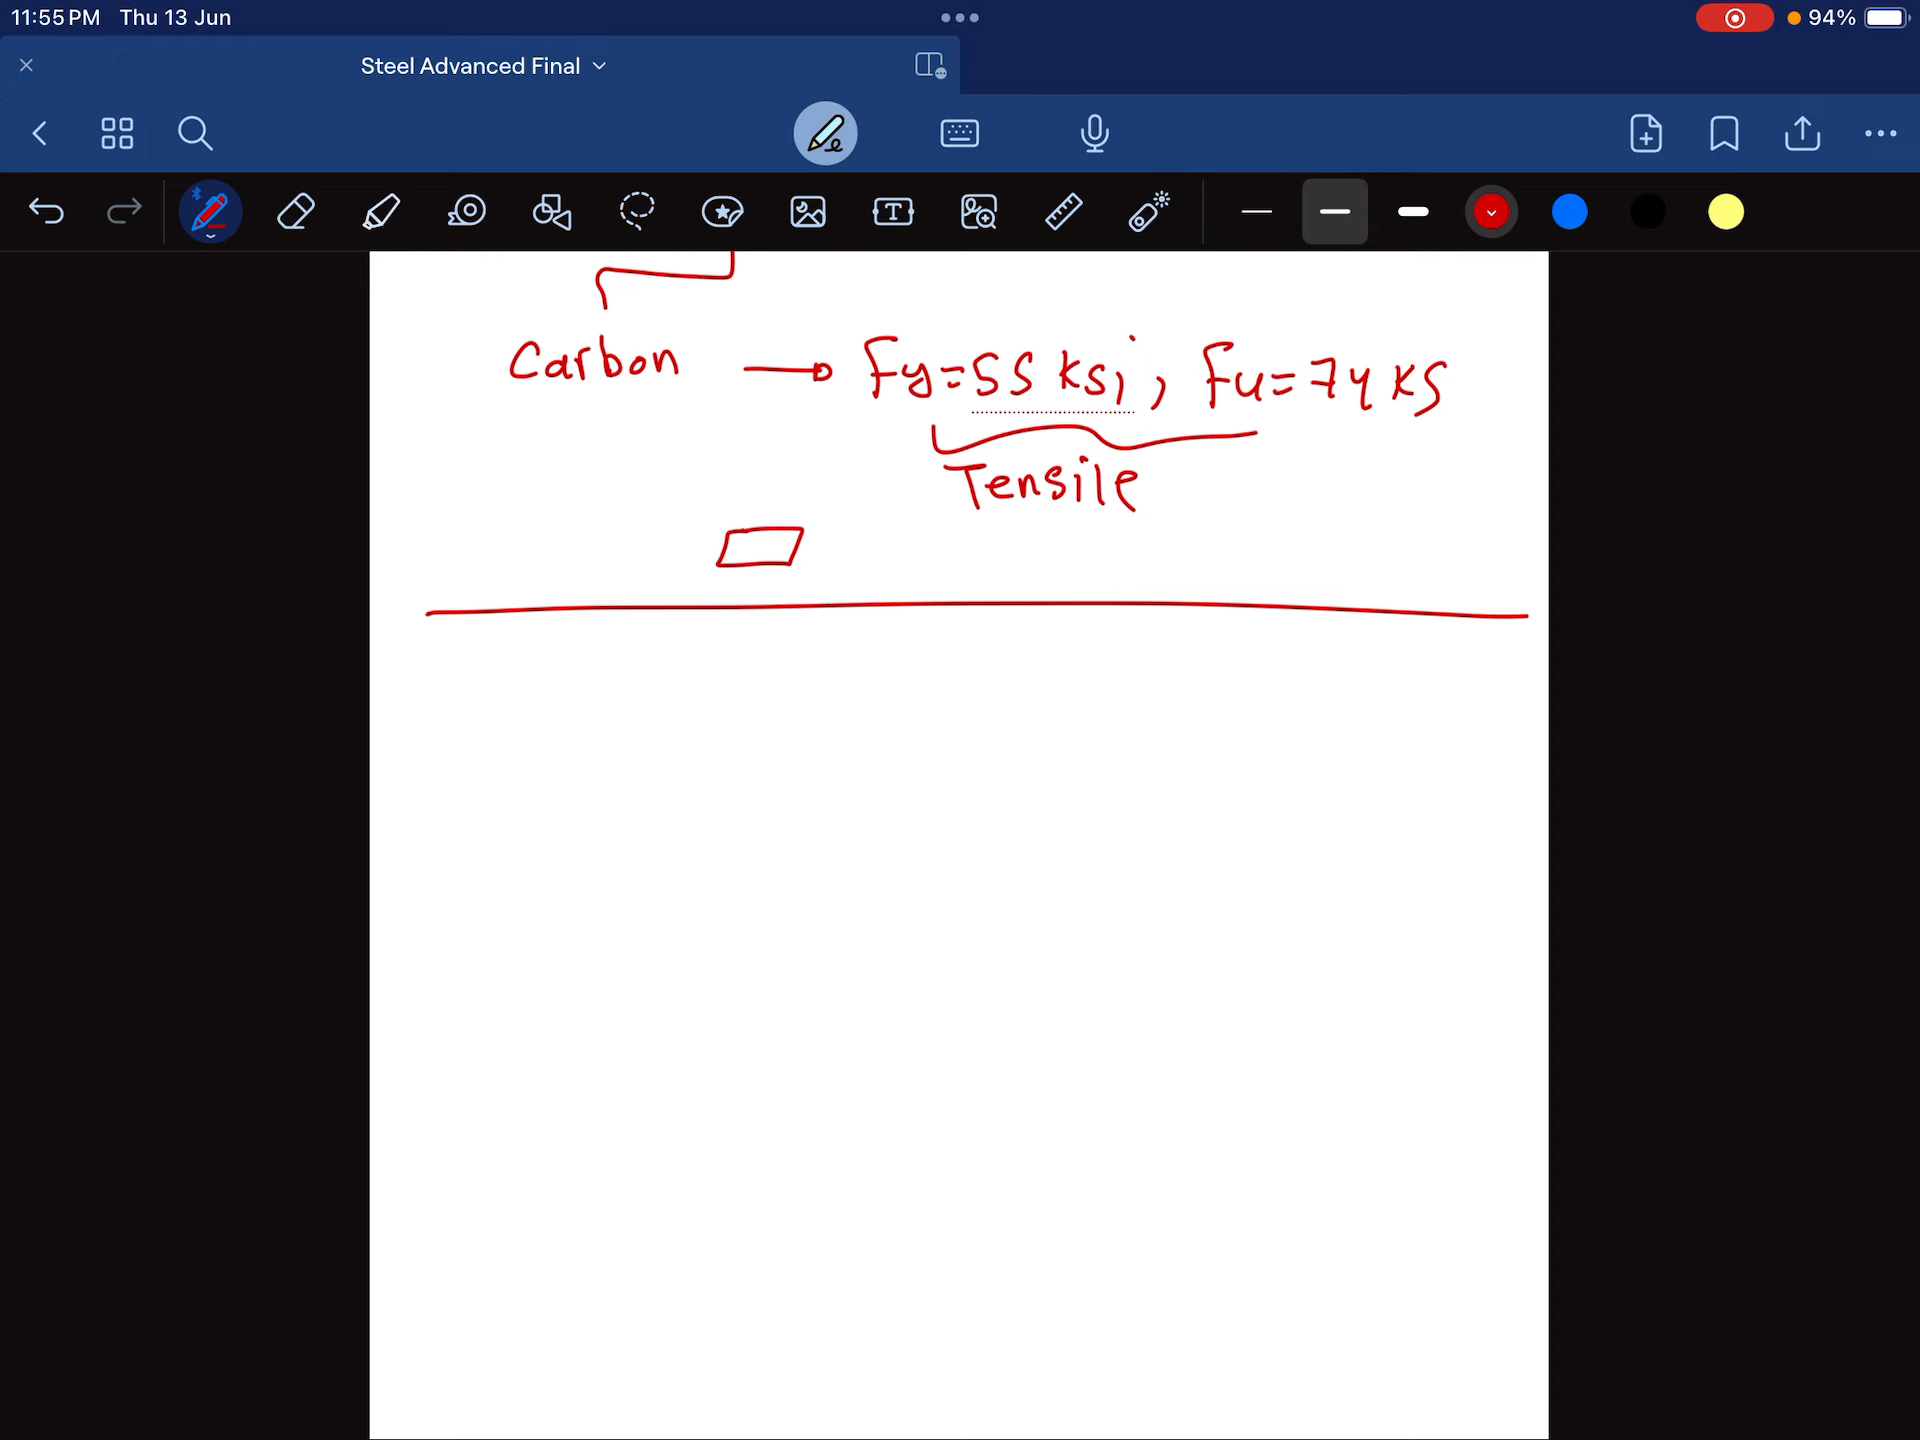 11:55 PM Thu 13 Jun
94%
Steel Advanced Final
Carbon → Fy=55 ksi, Fu=74 ks
Tensile